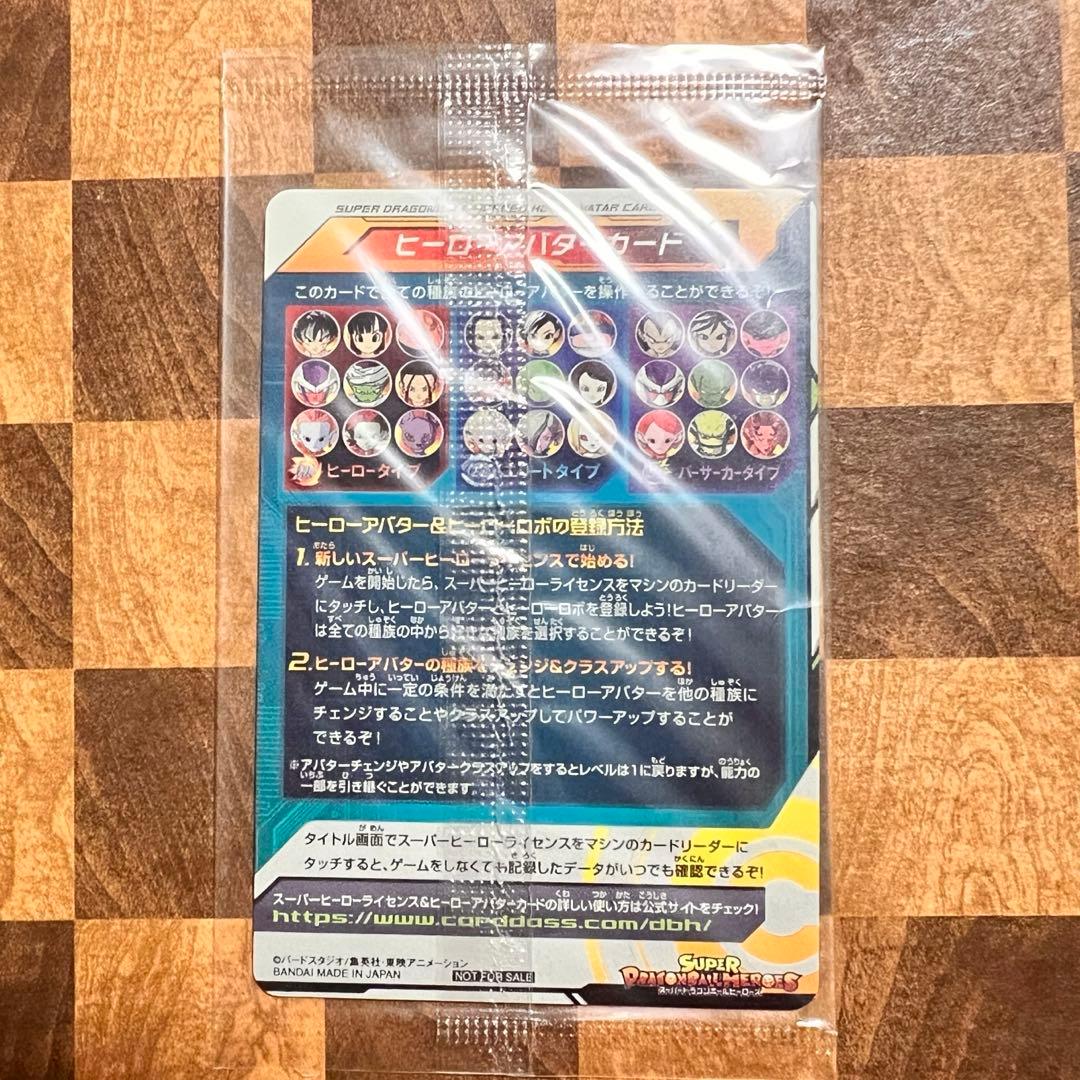 SUPER DRAGON
ヒーローアバターカード
このカードで全ての種族のヒーローアバターを操作することができるぞ!
ヒーロータイプ
ートタイプ
バーサーカータイプ
ヒーローアバター&ヒーローロボの登録方法
1.新しいスーパーヒーローライセンスで始める!
ゲームを開始したら、スーパーヒーローライセンスをマシンのカードリーダー
にタッチし、ヒーローアバターとヒーローロボを登録しよう!ヒーローアバター
は全ての種族の中から 種族を選択することができるぞ!
2.ヒーローアバターの種族をチェンジ&クラスアップする!
ゲーム中に一定の条件を満たすとヒーローアバターを他の種族に
チェンジすることやクラスアップしてパワーアップすることが
できるぞ!
※アバターチェンジやアバタークラスアップをするとレベルは1に戻りますが、能力の
一部を引き継ぐことができます。
タイトル画面でスーパーヒーローライセンスをマシンのカードリーダーに
タッチすると、ゲームをしなくても記録したデータがいつでも確認できるぞ!
スーパーヒーローライセンス&ヒーローアバターカードの詳しい使い方は公式サイトをチェック!
https://www.carddass.com/dbh/
©バードスタジオ/集英社・東映アニメーション
BANDAI MADE IN JAPAN
NOT FOR SALE
SUPER
DRAGONBALL HEROES
スーパードラゴンボールヒーローズ